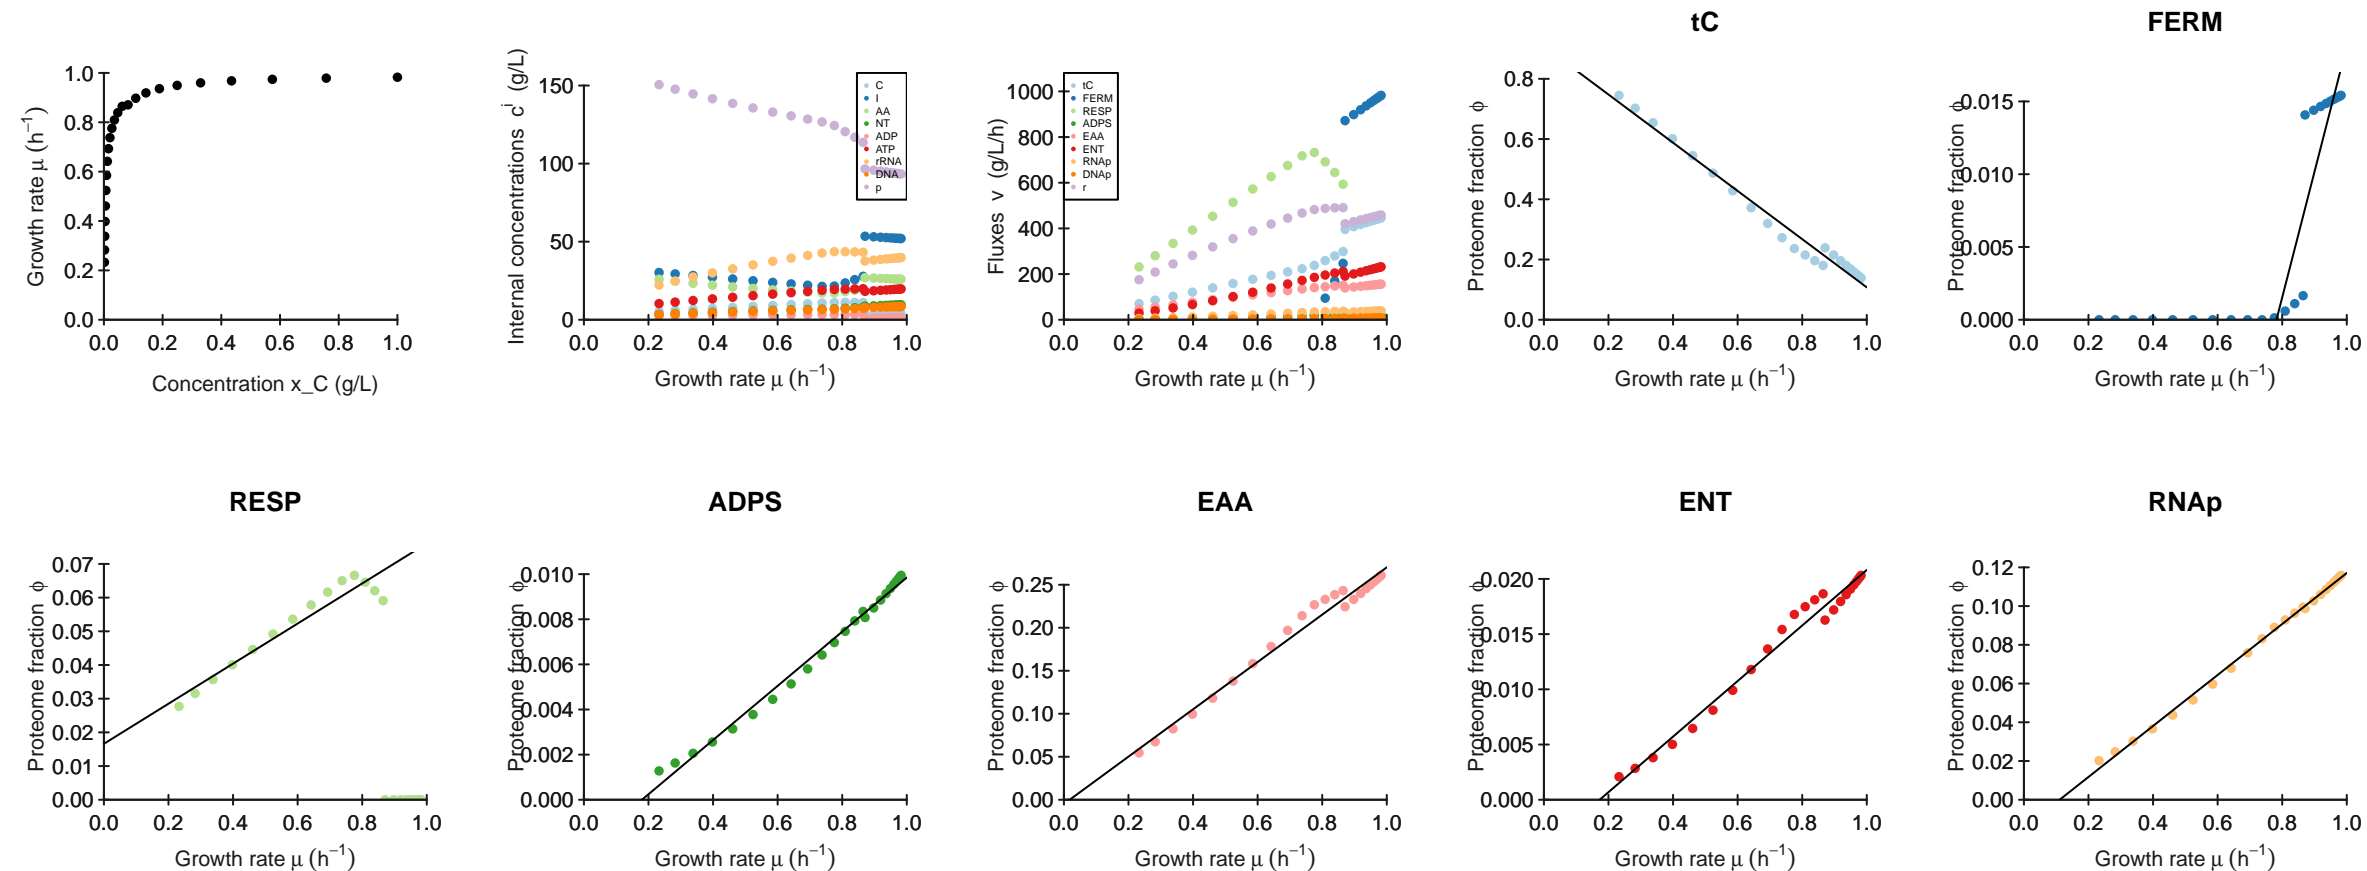 tC
FERM
1.0
0.8
0.6
0.4
0.2
0.0
0.0 0.2 0.4 0.6 0.8 1.0
Growth rate μ (h⁻¹)
Concentration x_C (g/L)
150
100
50
0
0.0 0.2 0.4 0.6 0.8 1.0
Internal concentrations cⁱ (g/L)
Growth rate μ (h⁻¹)
C
I
AA
NT
ADP
ATP
rRNA
DNA
p
1000
800
600
400
200
0
0.0 0.2 0.4 0.6 0.8 1.0
Fluxes v (g/L/h)
Growth rate μ (h⁻¹)
tC
FERM
RESP
ADPS
EAA
ENT
RNAp
DNAp
r
0.8
0.6
0.4
0.2
0.0
0.0 0.2 0.4 0.6 0.8 1.0
Proteome fraction ϕ
Growth rate μ (h⁻¹)
0.015
0.010
0.005
0.000
0.0 0.2 0.4 0.6 0.8 1.0
Proteome fraction ϕ
Growth rate μ (h⁻¹)
RESP
ADPS
EAA
ENT
RNAp
0.07
0.06
0.05
0.04
0.03
0.02
0.01
0.00
0.0 0.2 0.4 0.6 0.8 1.0
Proteome fraction ϕ
Growth rate μ (h⁻¹)
0.010
0.008
0.006
0.004
0.002
0.000
0.0 0.2 0.4 0.6 0.8 1.0
Proteome fraction ϕ
Growth rate μ (h⁻¹)
0.25
0.20
0.15
0.10
0.05
0.00
0.0 0.2 0.4 0.6 0.8 1.0
Proteome fraction ϕ
Growth rate μ (h⁻¹)
0.020
0.015
0.010
0.005
0.000
0.0 0.2 0.4 0.6 0.8 1.0
Proteome fraction ϕ
Growth rate μ (h⁻¹)
0.12
0.10
0.08
0.06
0.04
0.02
0.00
0.0 0.2 0.4 0.6 0.8 1.0
Proteome fraction ϕ
Growth rate μ (h⁻¹)